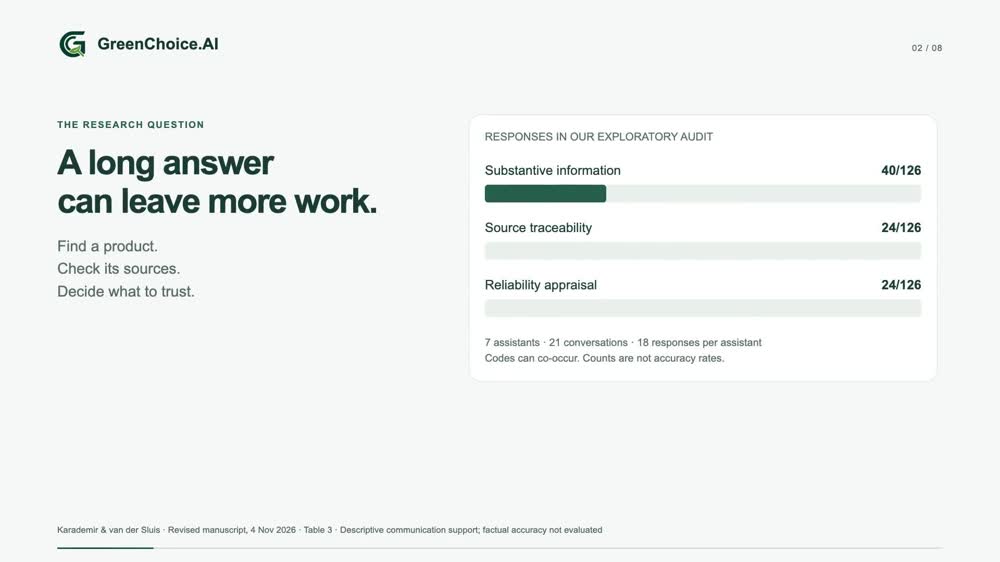 GreenChoice.AI
02 / 08
THE RESEARCH QUESTION
A long answer
can leave more work.
Find a product.
Check its sources.
Decide what to trust.
RESPONSES IN OUR EXPLORATORY AUDIT
Substantive information 40/126
Source traceability 24/126
Reliability appraisal 24/126
7 assistants · 21 conversations · 18 responses per assistant
Codes can co-occur. Counts are not accuracy rates.
Karademir & van der Sluis · Revised manuscript, 4 Nov 2026 · Table 3 · Descriptive communication support; factual accuracy not evaluated